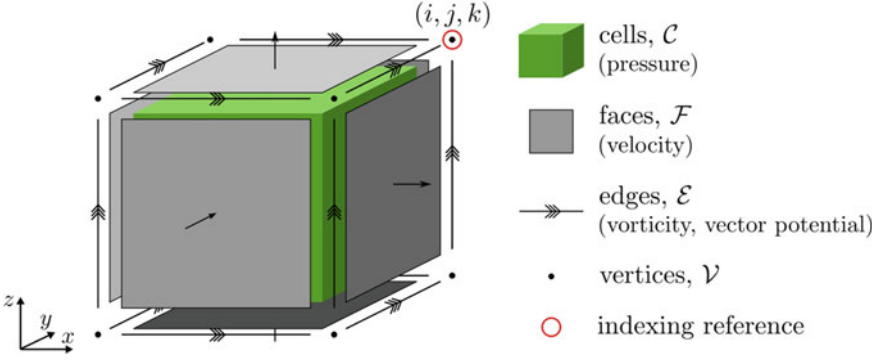 (i, j, k)
cells, 𝒞
(pressure)
faces, ℱ
(velocity)
edges, ℰ
(vorticity, vector potential)
vertices, 𝒱
indexing reference
z
y
x